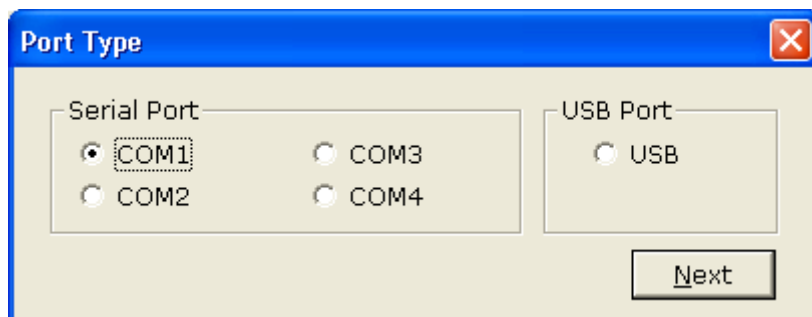 Port Type
Serial Port
USB Port
COM1
COM3
USB
COM2
COM4
Next